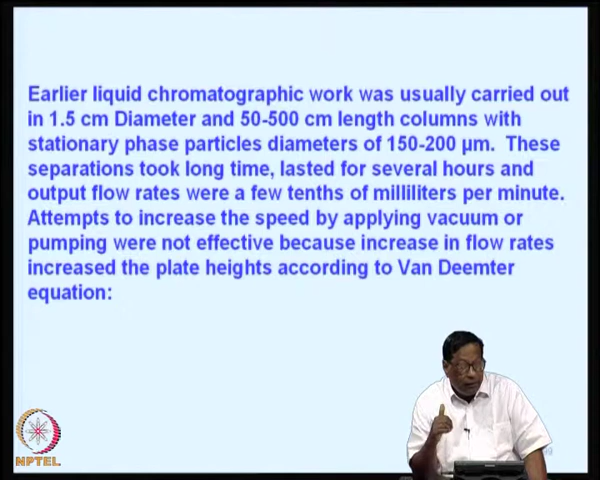 Earlier liquid chromatographic work was usually carried out
in 1.5 cm Diameter and 50-500 cm length columns with
stationary phase particles diameters of 150-200 µm. These
separations took long time, lasted for several hours and
output flow rates were a few tenths of milliliters per minute.
Attempts to increase the speed by applying vacuum or
pumping were not effective because increase in flow rates
increased the plate heights according to Van Deemter
equation:
NPTEL